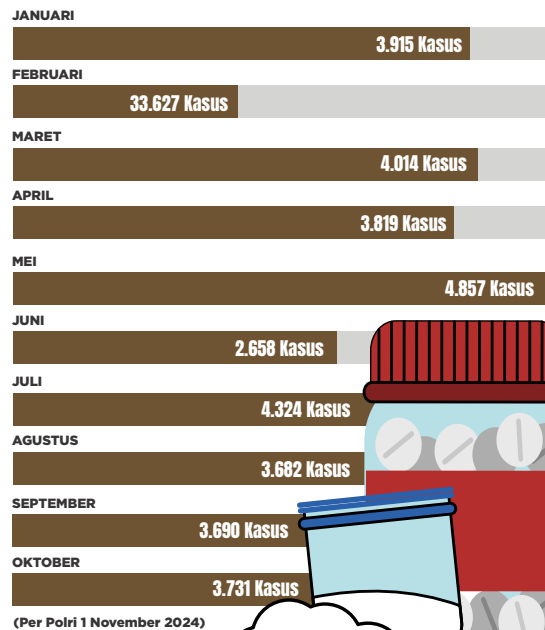 JANUARI
3.915 Kasus
FEBRUARI
33.627 Kasus
MARET
4.014 Kasus
APRIL
3.819 Kasus
MEI
4.857 Kasus
JUNI
2.658 Kasus
JULI
4.324 Kasus
AGUSTUS
3.682 Kasus
SEPTEMBER
3.690 Kasus
OKTOBER
3.731 Kasus
(Per Polri 1 November 2024)